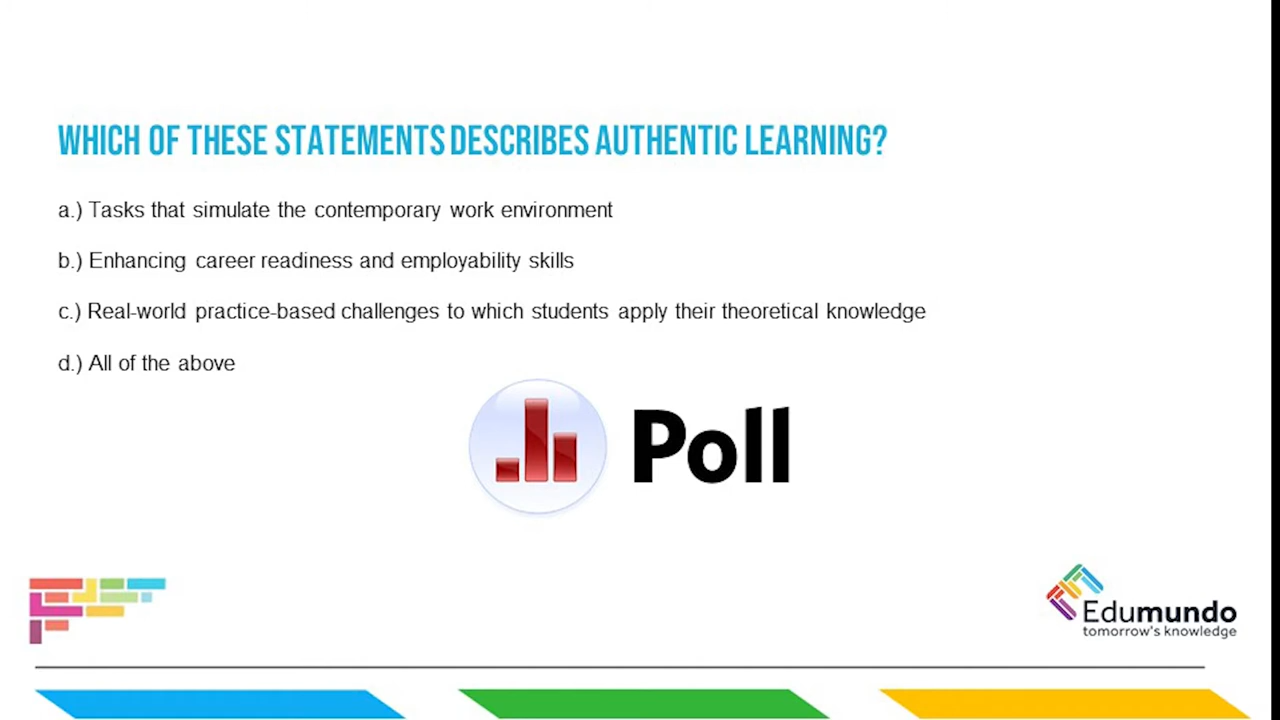 WHICH OF THESE STATEMENTS DESCRIBES AUTHENTIC LEARNING?
a.) Tasks that simulate the contemporary work environment
b.) Enhancing career readiness and employability skills
c.) Real-world practice-based challenges to which students apply their theoretical knowledge
d.) All of the above
Poll
Edumundo
tomorrow's knowledge